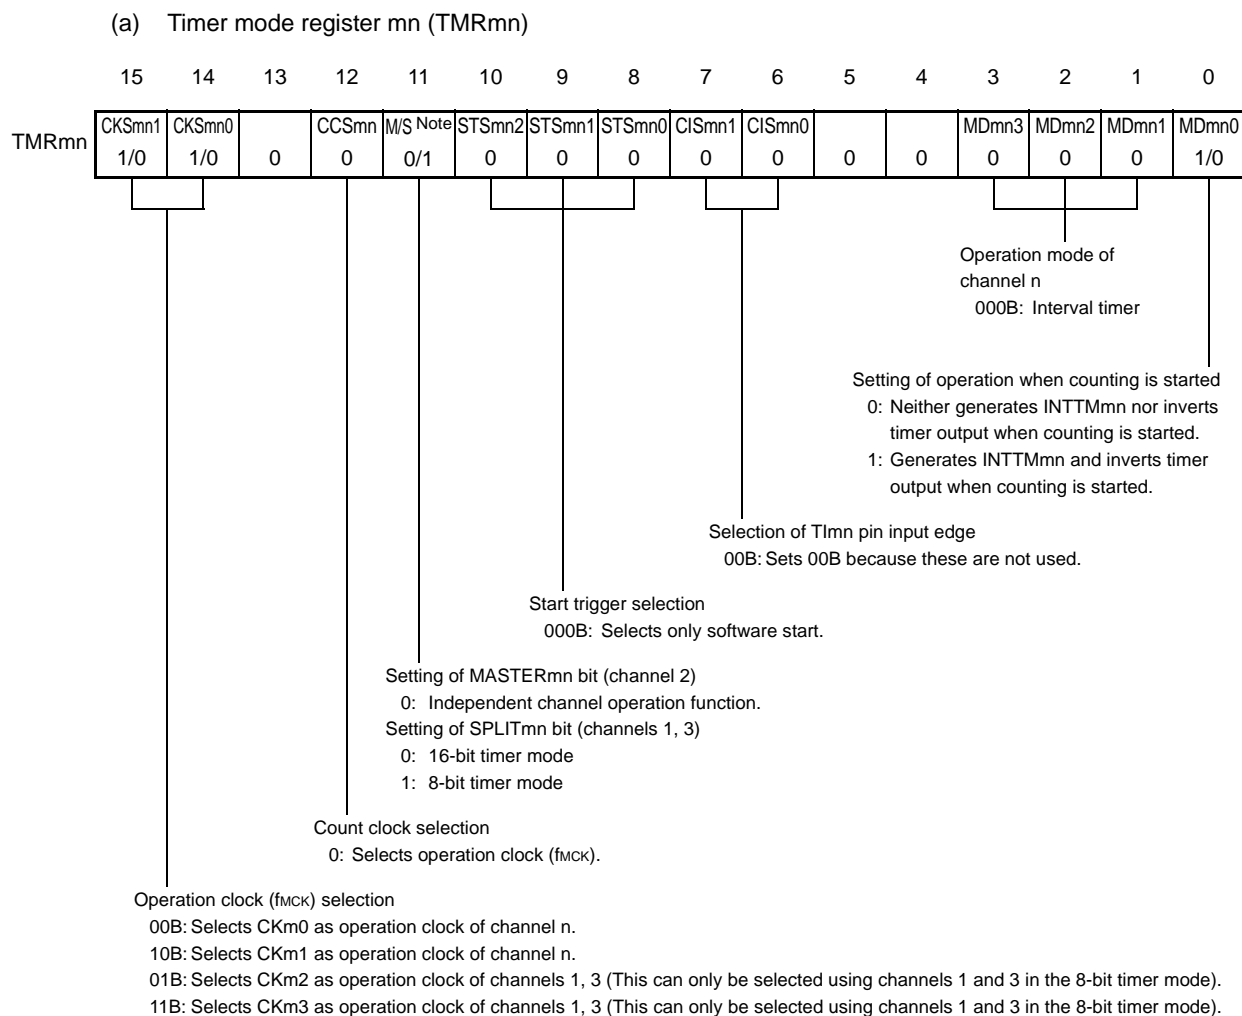 (a) Timer mode register mn (TMRmn)
15 14 13 12 11 10 9 8 7 6 5 4 3 2 1 0
TMRmn CKSmn1 CKSmn0 CCSmn M/S Note STSmn2 STSmn1 STSmn0 CISmn1 CISmn0 MDmn3 MDmn2 MDmn1 MDmn0
1/0 1/0 0 0 0/1 0 0 0 0 0 0 0 0 0 0 1/0
Operation mode of
channel n
000B: Interval timer
Setting of operation when counting is started
0: Neither generates INTTMmn nor inverts
timer output when counting is started.
1: Generates INTTMmn and inverts timer
output when counting is started.
Selection of TImn pin input edge
00B: Sets 00B because these are not used.
Start trigger selection
000B: Selects only software start.
Setting of MASTERmn bit (channel 2)
0: Independent channel operation function.
Setting of SPLITmn bit (channels 1, 3)
0: 16-bit timer mode
1: 8-bit timer mode
Count clock selection
0: Selects operation clock (fMCK).
Operation clock (fMCK) selection
00B: Selects CKm0 as operation clock of channel n.
10B: Selects CKm1 as operation clock of channel n.
01B: Selects CKm2 as operation clock of channels 1, 3 (This can only be selected using channels 1 and 3 in the 8-bit timer mode).
11B: Selects CKm3 as operation clock of channels 1, 3 (This can only be selected using channels 1 and 3 in the 8-bit timer mode).